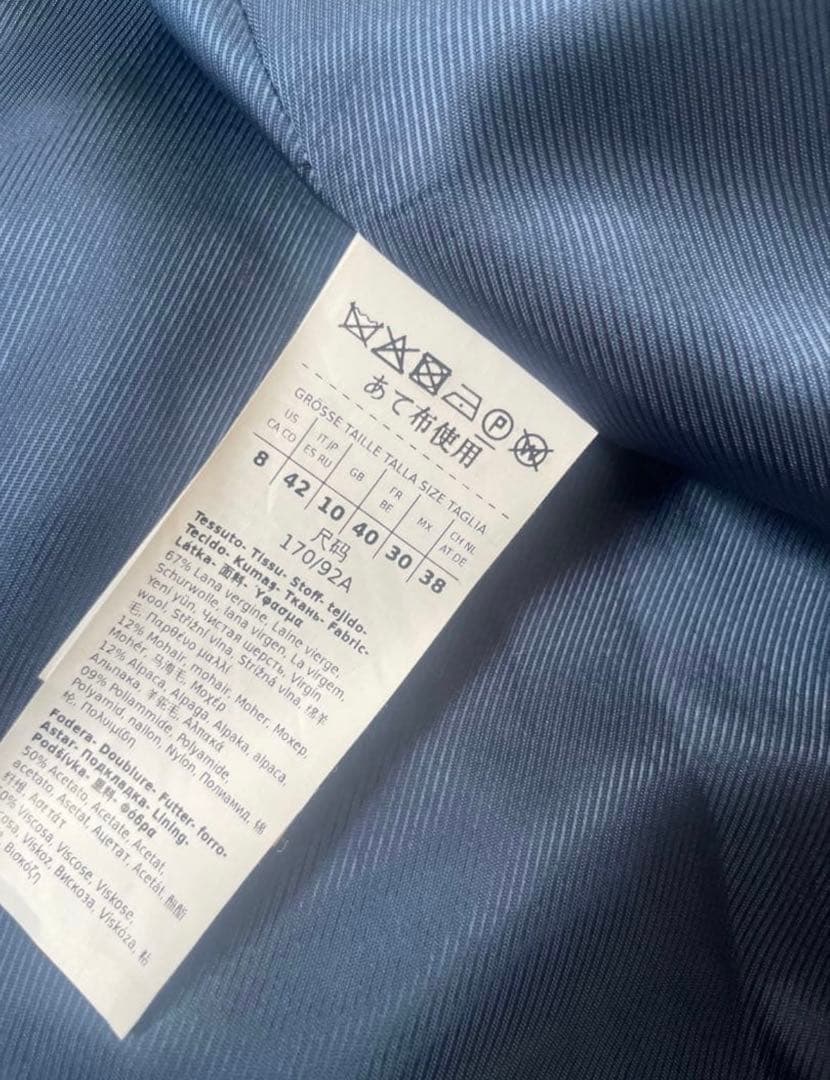 P W
あて布使用
GRÖSSE TAILLE TALLA SIZE TAGLIA
US CA CO | IT JP ES RU | GB | FR BE | MX | CH NL AT DE
8 | 42 | 10 | 40 | 30 | 38
尺码
170/92A
Tessuto- Tissu- Stoff- tejido-
Tecido- Kumaş- Ткань- Fabric-
Látka- 面料- Ύφασμα
67% Lana vergine, Laine vierge,
Schurwolle, lana virgen, La virgem,
Yeni yün, Чистая шерсть, Virgin
wool, Střižní vlna, Strižná vlna, 绵羊
毛, Παρθένο μαλλί
12% Mohair, mohair, Moher, Мохер,
Mohér, 马海毛, Μοχέρ
12% Alpaca, Alpaga, Alpaka, alpaca,
Альпака, 羊驼毛, Αλπακά
09% Poliammide, Polyamide,
Polyamid, nailon, Nylon, Полиамид, 锦
纶, Πολυμίδη
Fodera- Doublure- Futter- forro-
Astar- Подкладка- Lining-
Podšívka- 里料- Φόδρα
50% Acetato, Acetate, Acetat,
acetato, Asetat, Ацетат, Acetát, 醋酯
纤维, Ασετάτ
Viscosa, Viscose, Viskose,
Viskoz, Вискоза, Viskóza, 粘
Βισκόζη